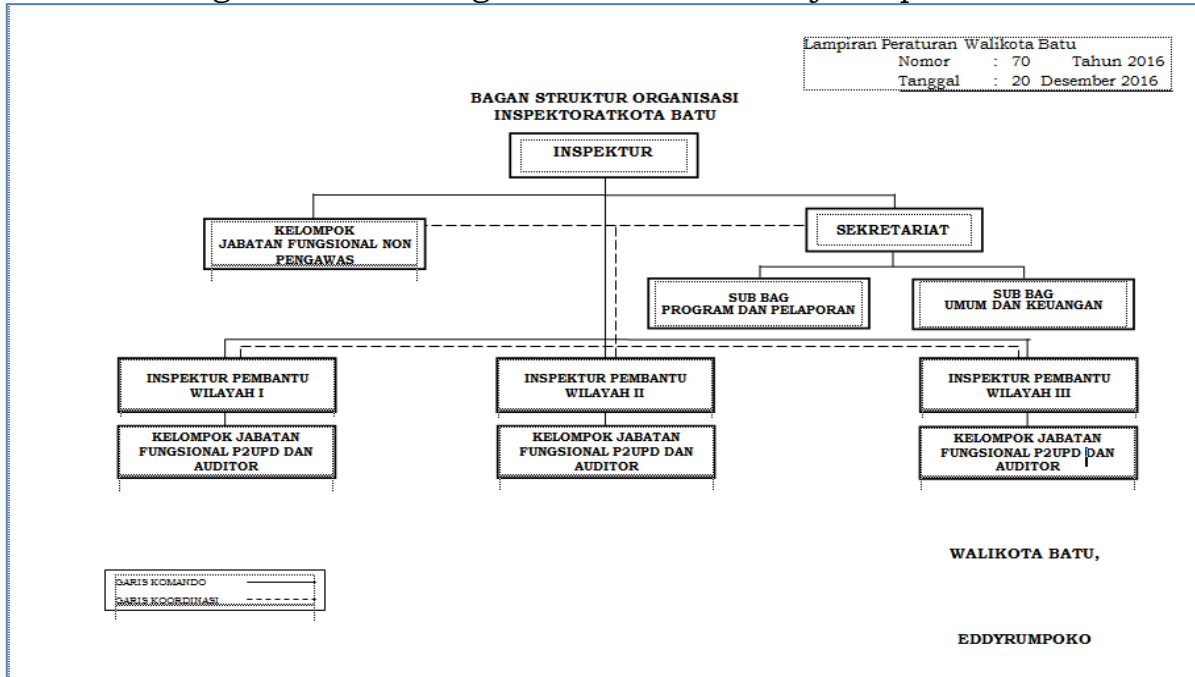 Lampiran Peraturan Walikota Batu
Nomor : 70 Tahun 2016
Tanggal : 20 Desember 2016
BAGAN STRUKTUR ORGANISASI
INSPEKTORATKOTA BATU
INSPEKTUR
KELOMPOK
JABATAN FUNGSIONAL NON
PENGAWAS
SEKRETARIAT
SUB BAG
PROGRAM DAN PELAPORAN
SUB BAG
UMUM DAN KEUANGAN
INSPEKTUR PEMBANTU
WILAYAH I
INSPEKTUR PEMBANTU
WILAYAH II
INSPEKTUR PEMBANTU
WILAYAH III
KELOMPOK JABATAN
FUNGSIONAL P2UPD DAN
AUDITOR
KELOMPOK JABATAN
FUNGSIONAL P2UPD DAN
AUDITOR
KELOMPOK JABATAN
FUNGSIONAL P2UPD DAN
AUDITOR
WALIKOTA BATU,
GARIS KOMANDO
GARIS KOORDINASI
EDDYRUMPOKO